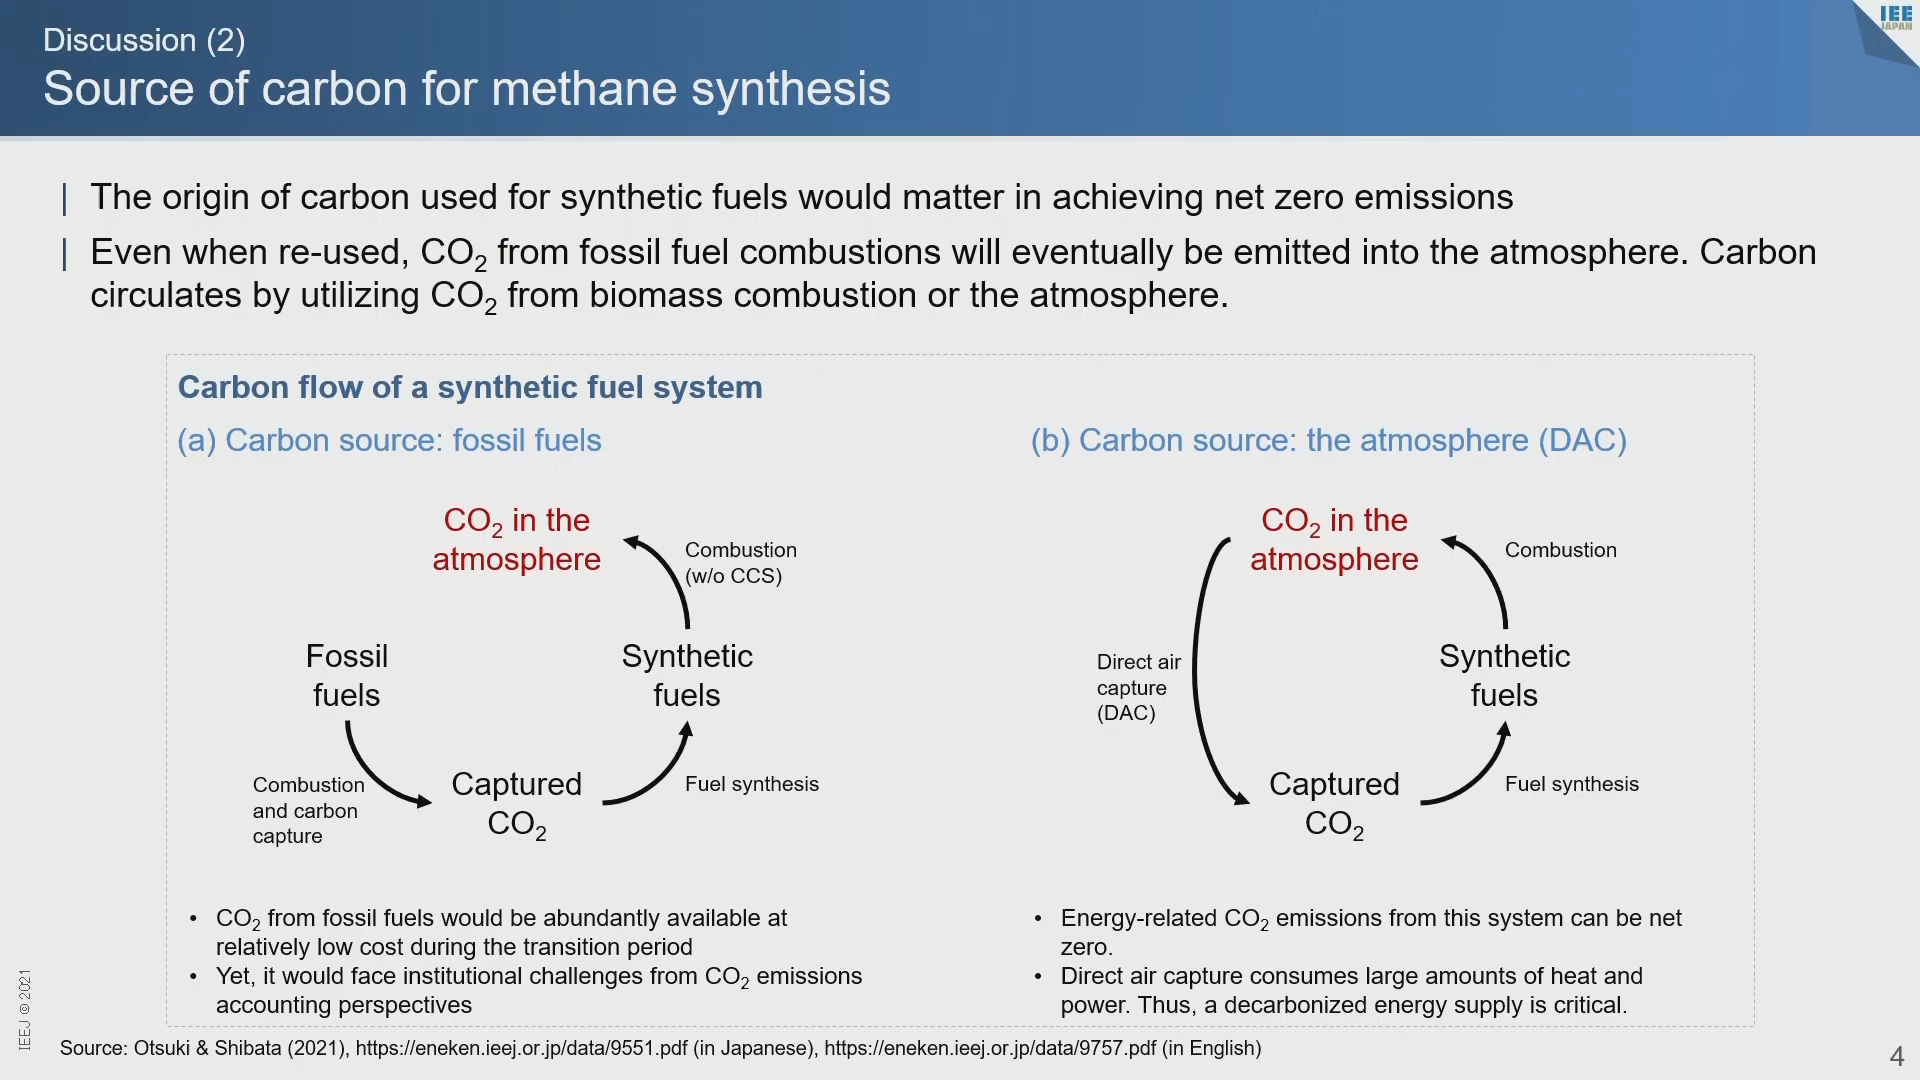 Discussion (2)
Source of carbon for methane synthesis
IEE
JAPAN
| The origin of carbon used for synthetic fuels would matter in achieving net zero emissions
| Even when re-used, CO₂ from fossil fuel combustions will eventually be emitted into the atmosphere. Carbon
circulates by utilizing CO₂ from biomass combustion or the atmosphere.
Carbon flow of a synthetic fuel system
(a) Carbon source: fossil fuels
CO₂ in the
atmosphere
Combustion
(w/o CCS)
Fossil
fuels
Synthetic
fuels
Combustion
and carbon
capture
Captured
CO₂
Fuel synthesis
• CO₂ from fossil fuels would be abundantly available at
relatively low cost during the transition period
• Yet, it would face institutional challenges from CO₂ emissions
accounting perspectives
(b) Carbon source: the atmosphere (DAC)
CO₂ in the
atmosphere
Combustion
Direct air
capture
(DAC)
Synthetic
fuels
Captured
CO₂
Fuel synthesis
• Energy-related CO₂ emissions from this system can be net
zero.
• Direct air capture consumes large amounts of heat and
power. Thus, a decarbonized energy supply is critical.
IEEJ © 2021
Source: Otsuki & Shibata (2021), https://eneken.ieej.or.jp/data/9551.pdf (in Japanese), https://eneken.ieej.or.jp/data/9757.pdf (in English)
4